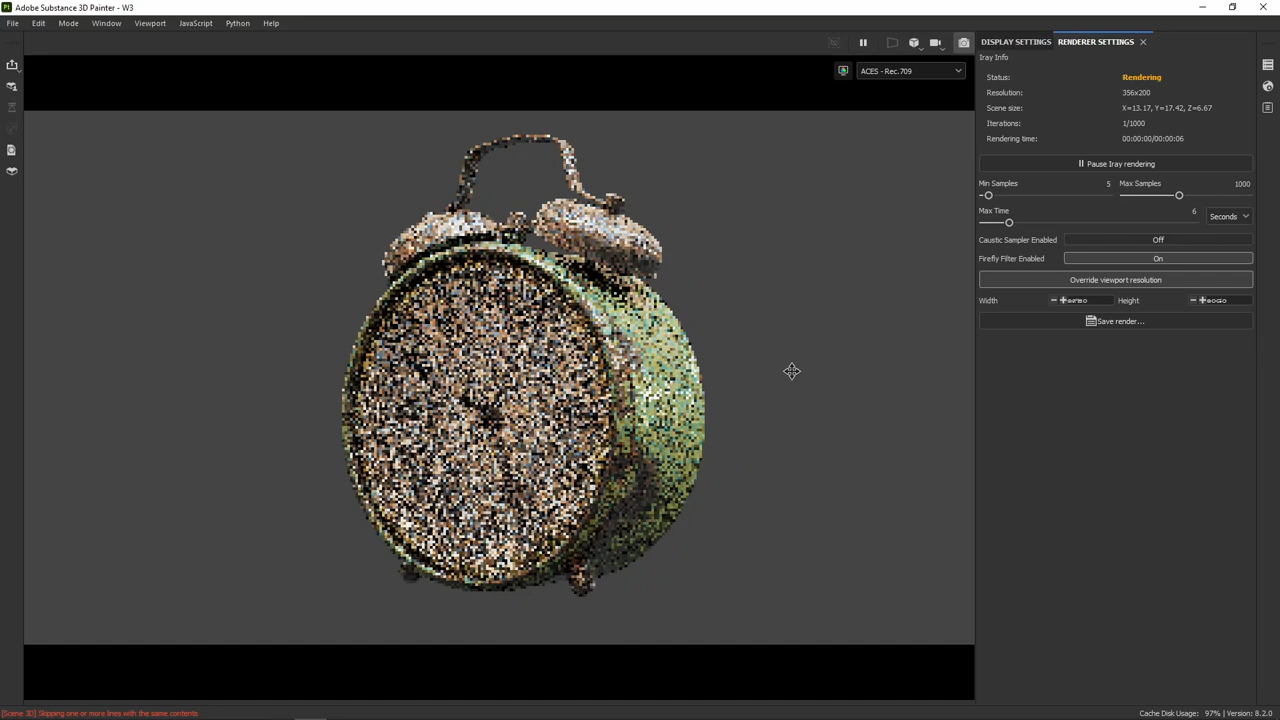 Pt Adobe Substance 3D Painter - W3
File Edit Mode Window Viewport JavaScript Python Help
DISPLAY SETTINGS RENDERER SETTINGS
Iray Info
ACES - Rec.709
Status: Rendering
Resolution: 356x200
Scene size: X=13.17, Y=17.42, Z=6.67
Iterations: 1/1000
Rendering time: 00:00:00/00:00:06
Pause Iray rendering
Min Samples 5 Max Samples 1000
Max Time 6
Seconds
Caustic Sampler Enabled Off
Firefly Filter Enabled On
Override viewport resolution
Width Height
Save render...
[Scene 3D] Skipping one or more lines with the same contents
Cache Disk Usage: 97% | Version: 8.2.0